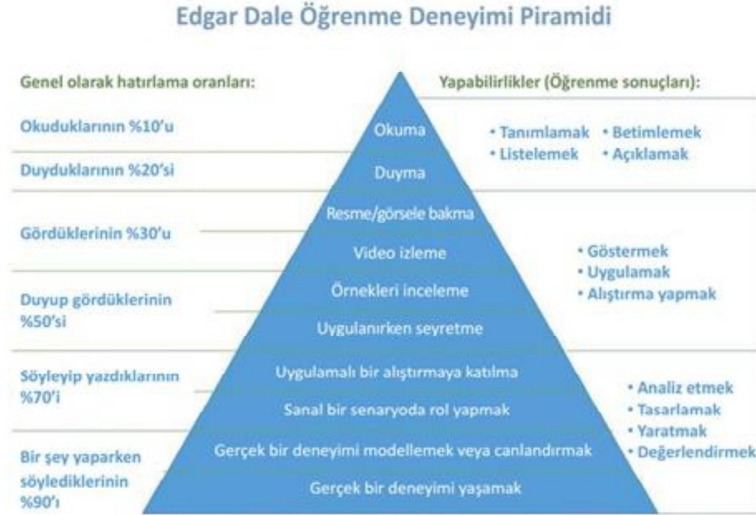 Edgar Dale Öğrenme Deneyimi Piramidi
Genel olarak hatırlama oranları:
Okuduklarının %10'u
Duyduklarının %20'si
Gördüklerinin %30'u
Duyup gördüklerinin
%50'si
Söyleyip yazdıklarının
%70'i
Bir şey yaparken
söylediklerinin
%90'ı
Okuma
Duyma
Resme/görsele bakma
Video izleme
Örnekleri inceleme
Uygulanırken seyretme
Uygulamalı bir alıştırmaya katılma
Sanal bir senaryoda rol yapmak
Gerçek bir deneyimi modellemek veya canlandırmak
Gerçek bir deneyimi yaşamak
Yapabilirlikler (Öğrenme sonuçları):
• Tanımlamak • Betimlemek
• Listelemek • Açıklamak
• Göstermek
• Uygulamak
• Alıştırma yapmak
• Analiz etmek
• Tasarlamak
• Yaratmak
• Değerlendirmek